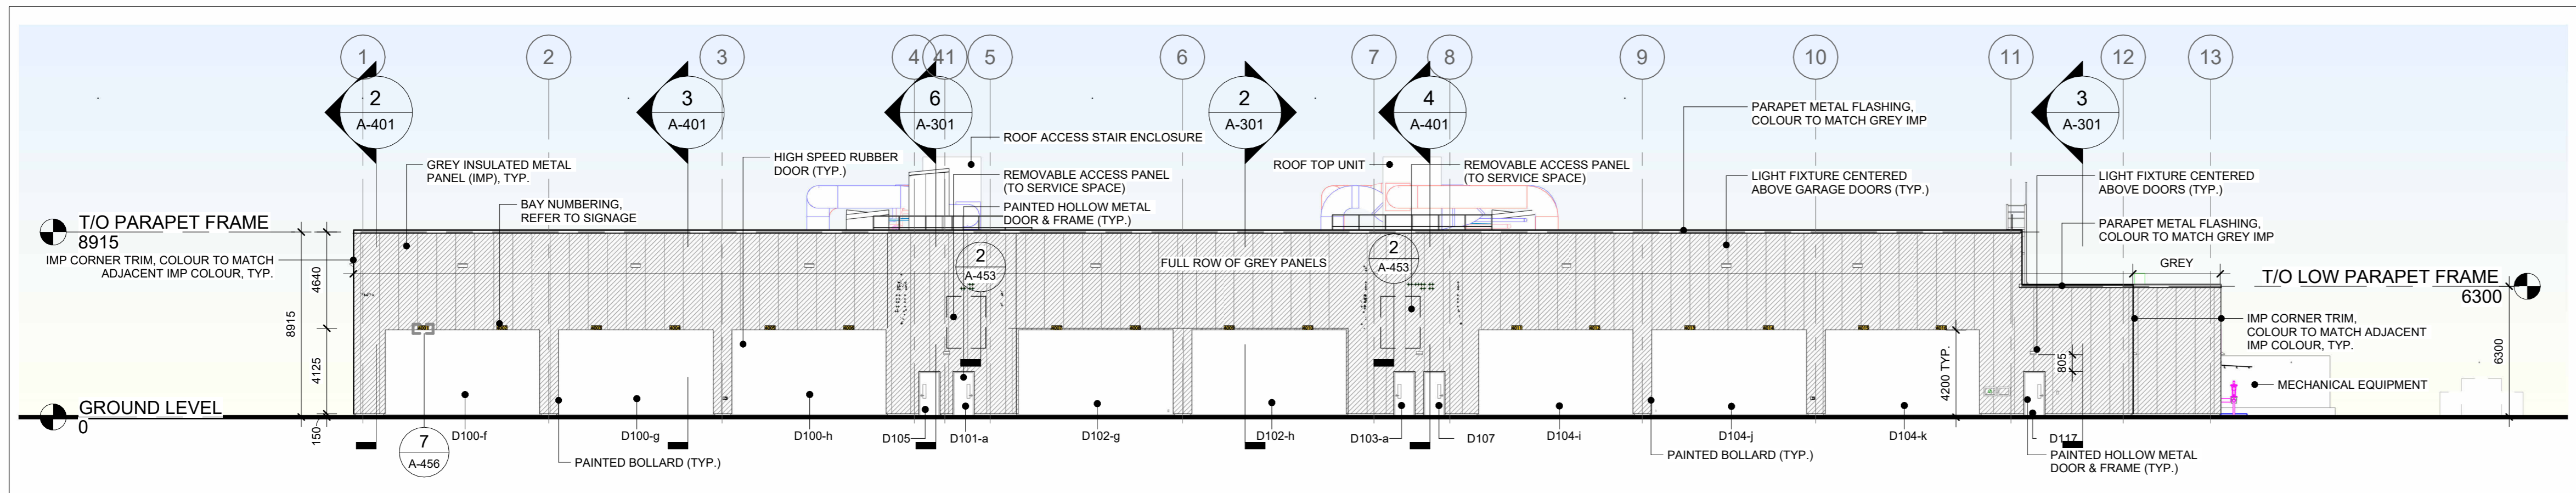 1
2
3
4
41
5
6
7
8
9
10
11
12
13
2
A-401
3
A-401
6
A-301
2
A-301
4
A-401
3
A-301
PARAPET METAL FLASHING,
COLOUR TO MATCH GREY IMP
ROOF ACCESS STAIR ENCLOSURE
GREY INSULATED METAL
PANEL (IMP), TYP.
HIGH SPEED RUBBER
DOOR (TYP.)
REMOVABLE ACCESS PANEL
(TO SERVICE SPACE)
ROOF TOP UNIT
REMOVABLE ACCESS PANEL
(TO SERVICE SPACE)
LIGHT FIXTURE CENTERED
ABOVE GARAGE DOORS (TYP.)
LIGHT FIXTURE CENTERED
ABOVE DOORS (TYP.)
BAY NUMBERING,
REFER TO SIGNAGE
PAINTED HOLLOW METAL
DOOR & FRAME (TYP.)
PARAPET METAL FLASHING,
COLOUR TO MATCH GREY IMP
T/O PARAPET FRAME
8915
IMP CORNER TRIM, COLOUR TO MATCH
ADJACENT IMP COLOUR, TYP.
2
A-453
FULL ROW OF GREY PANELS
2
A-453
GREY
T/O LOW PARAPET FRAME
6300
4640
8915
4125
150
IMP CORNER TRIM,
COLOUR TO MATCH ADJACENT
IMP COLOUR, TYP.
805
6300
4200 TYP.
MECHANICAL EQUIPMENT
GROUND LEVEL
0
D100-f
D100-g
D100-h
D105
D101-a
D102-g
D102-h
D103-a
D107
D104-i
D104-j
D104-k
D117
7
A-456
PAINTED BOLLARD (TYP.)
PAINTED BOLLARD (TYP.)
PAINTED HOLLOW METAL
DOOR & FRAME (TYP.)